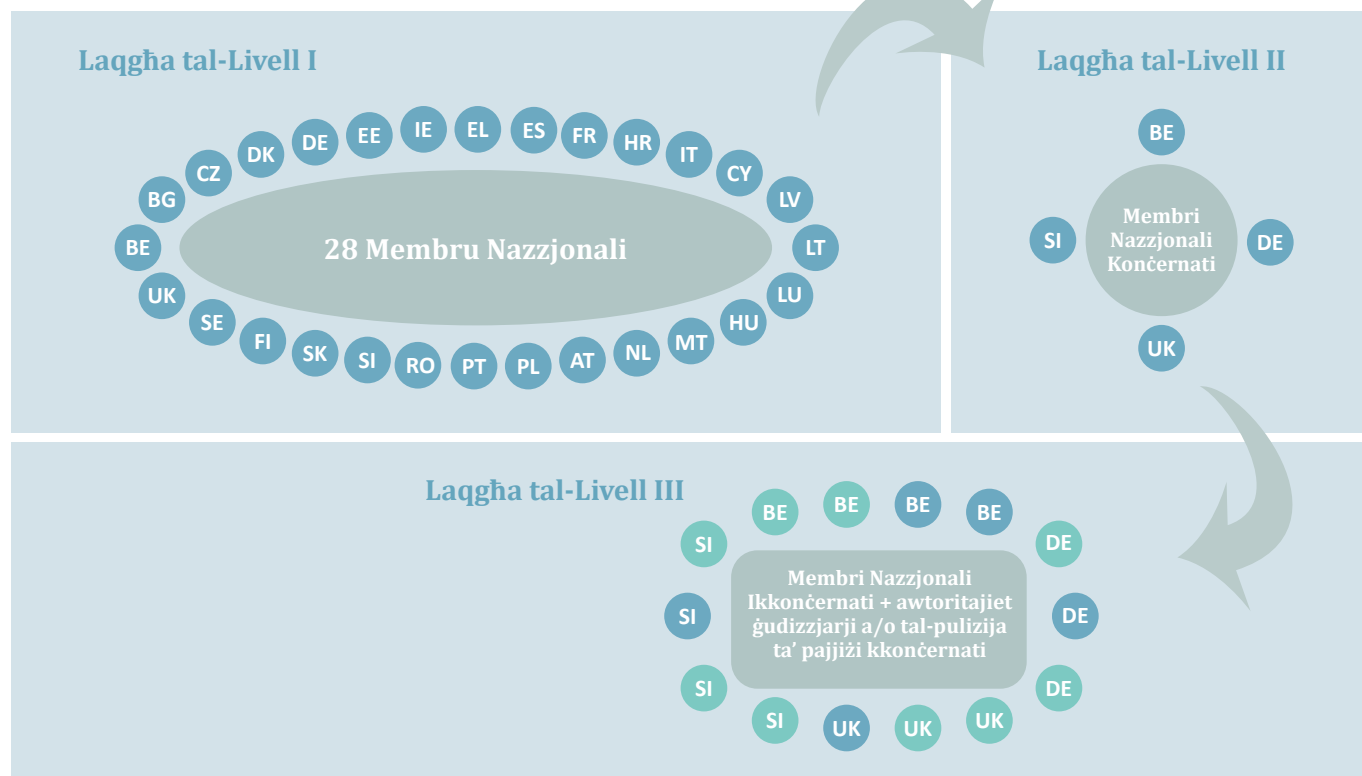 Laqgħa tal-Livell I
BE
BG
CZ
DK
DE
EE
IE
EL
ES
FR
HR
IT
CY
LV
LT
LU
HU
MT
NL
AT
PL
PT
RO
SI
SK
FI
SE
UK
28 Membru Nazzjonali
Laqgħa tal-Livell II
BE
SI
DE
UK
Membri
Nazzjonali
Konċernati
Laqgħa tal-Livell III
BE
BE
BE
BE
DE
DE
DE
UK
UK
UK
SI
SI
SI
SI
Membri Nazzjonali
Ikkonċernati + awtoritajiet
ġudizzjarji a/o tal-pulizija
ta’ pajjiżi kkonċernati